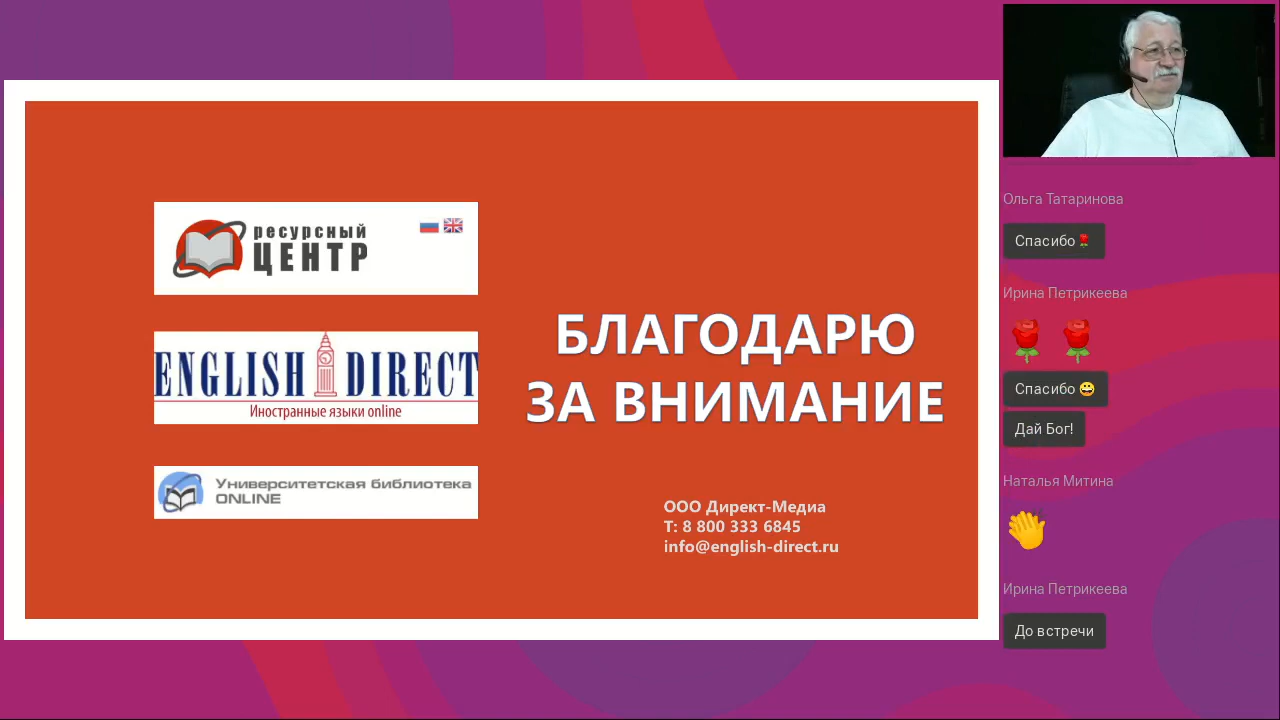 ресурсный
ЦЕНТР
ENGLISH DIRECT
Иностранные языки online
Университетская библиотека
ONLINE
БЛАГОДАРЮ
ЗА ВНИМАНИЕ
ООО Директ-Медиа
Т: 8 800 333 6845
info@english-direct.ru
Ольга Татаринова
Спасибо🌹
Ирина Петрикеева
🌹 🌹
Спасибо 😀
Дай Бог!
Наталья Митина
👏
Ирина Петрикеева
До встречи